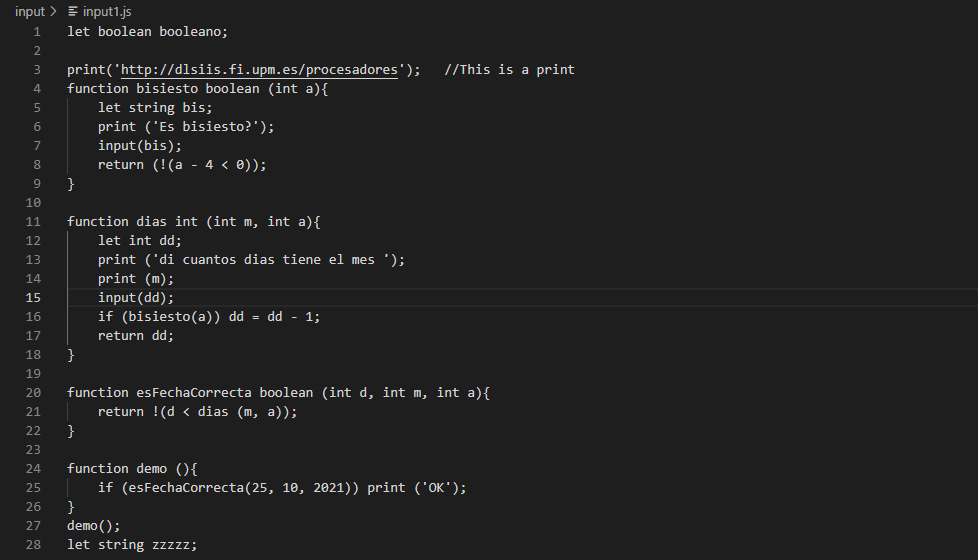 input > input1.js
1 let boolean booleano;
2
3 print('http://dlsiis.fi.upm.es/procesadores');   //This is a print
4 function bisiesto boolean (int a){
5     let string bis;
6     print ('Es bisiesto?');
7     input(bis);
8     return (!(a - 4 < 0));
9 }
10
11 function dias int (int m, int a){
12     let int dd;
13     print ('di cuantos dias tiene el mes ');
14     print (m);
15     input(dd);
16     if (bisiesto(a)) dd = dd - 1;
17     return dd;
18 }
19
20 function esFechaCorrecta boolean (int d, int m, int a){
21     return !(d < dias (m, a));
22 }
23
24 function demo (){
25     if (esFechaCorrecta(25, 10, 2021)) print ('OK');
26 }
27 demo();
28 let string zzzzz;